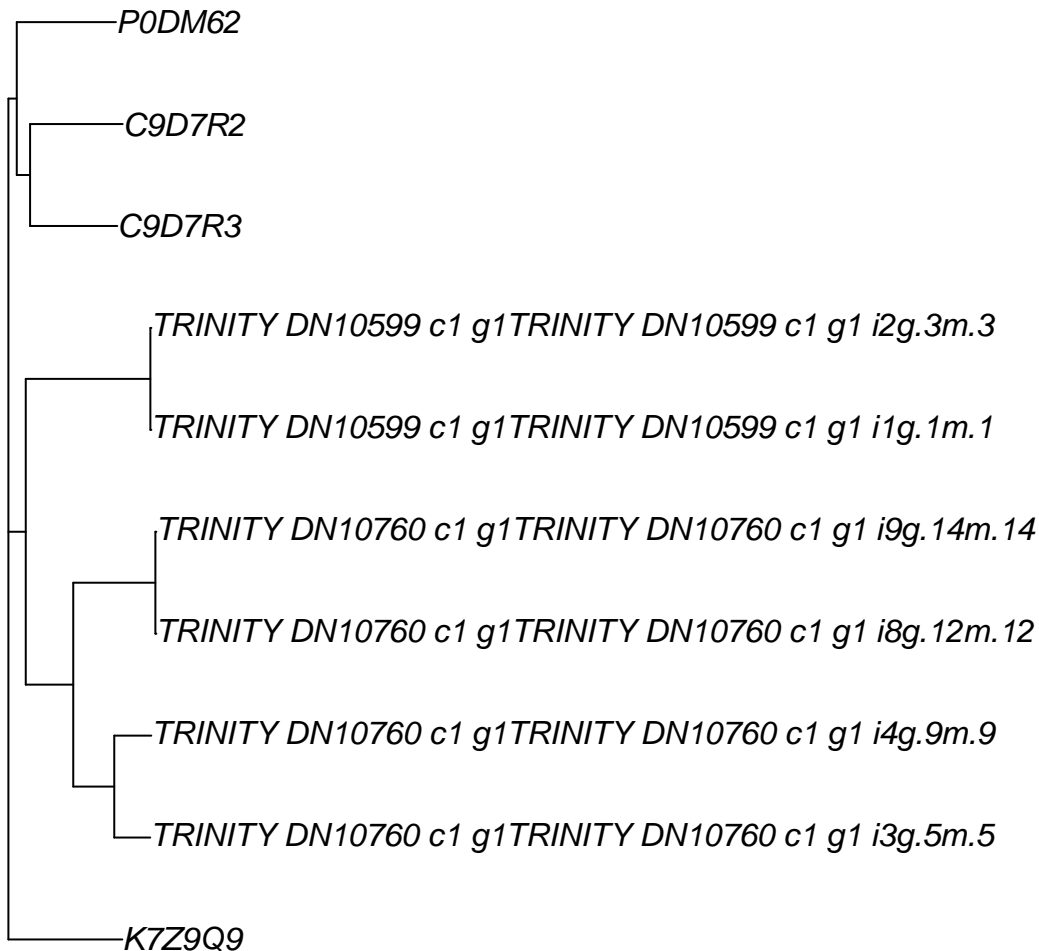 P0DM62
C9D7R2
C9D7R3
TRINITY DN10599 c1 g1TRINITY DN10599 c1 g1 i2g.3m.3
TRINITY DN10599 c1 g1TRINITY DN10599 c1 g1 i1g.1m.1
TRINITY DN10760 c1 g1TRINITY DN10760 c1 g1 i9g.14m.14
TRINITY DN10760 c1 g1TRINITY DN10760 c1 g1 i8g.12m.12
TRINITY DN10760 c1 g1TRINITY DN10760 c1 g1 i4g.9m.9
TRINITY DN10760 c1 g1TRINITY DN10760 c1 g1 i3g.5m.5
K7Z9Q9